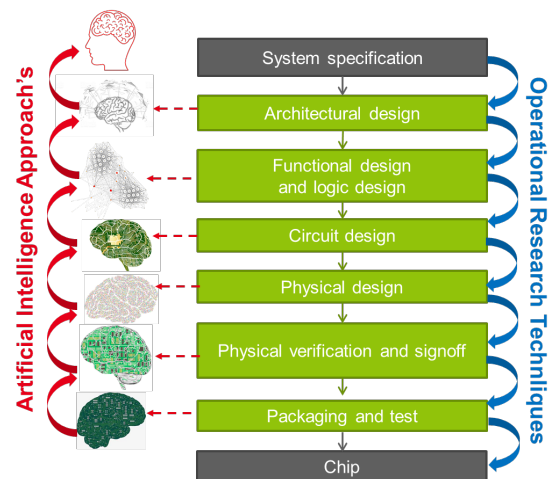 Artificial Intelligence Approach's
System specification
Architectural design
Functional design
and logic design
Circuit design
Physical design
Physical verification and signoff
Packaging and test
Chip
Operational Research Technliques